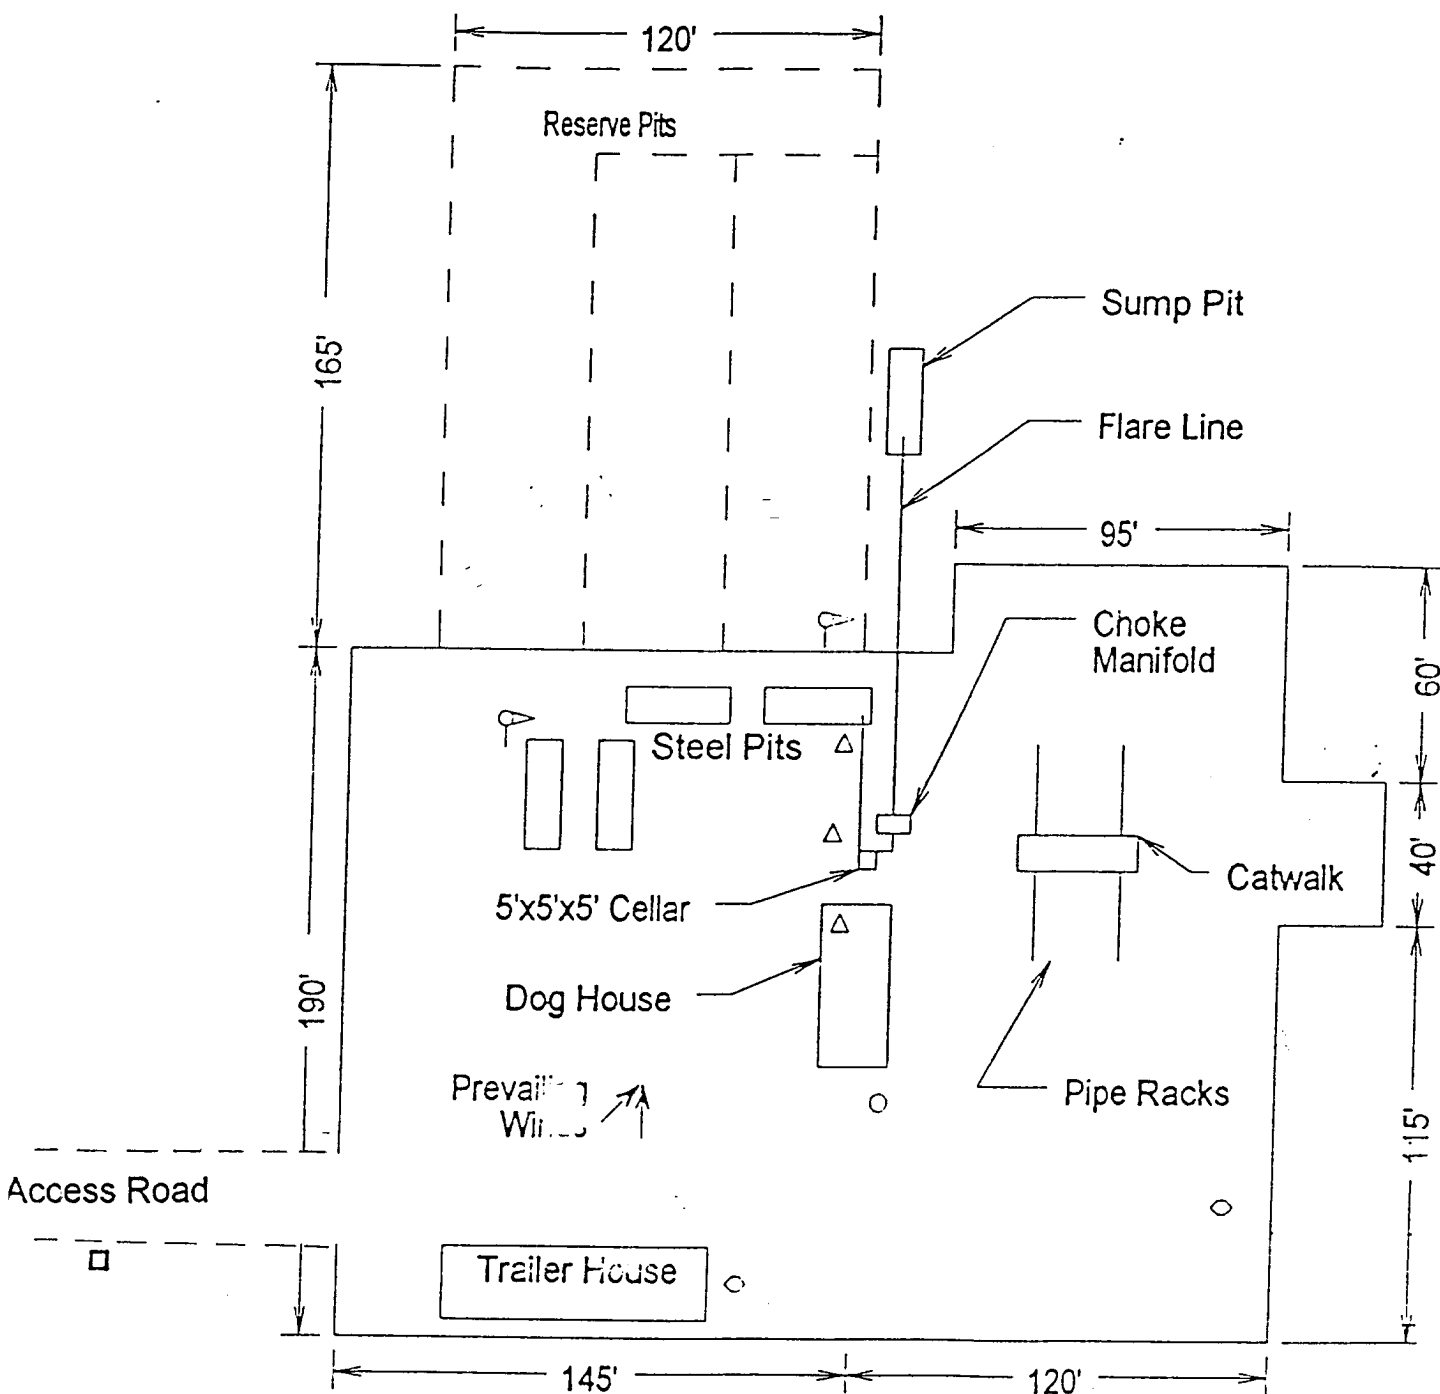 120'
Reserve Pits
Sump Pit
165'
Flare Line
95'
Choke
Manifold
60'
Steel Pits
40'
Catwalk
5'x5'x5' Cellar
Dog House
190'
Pipe Racks
115'
Access Road
Trailer House
145'
120'